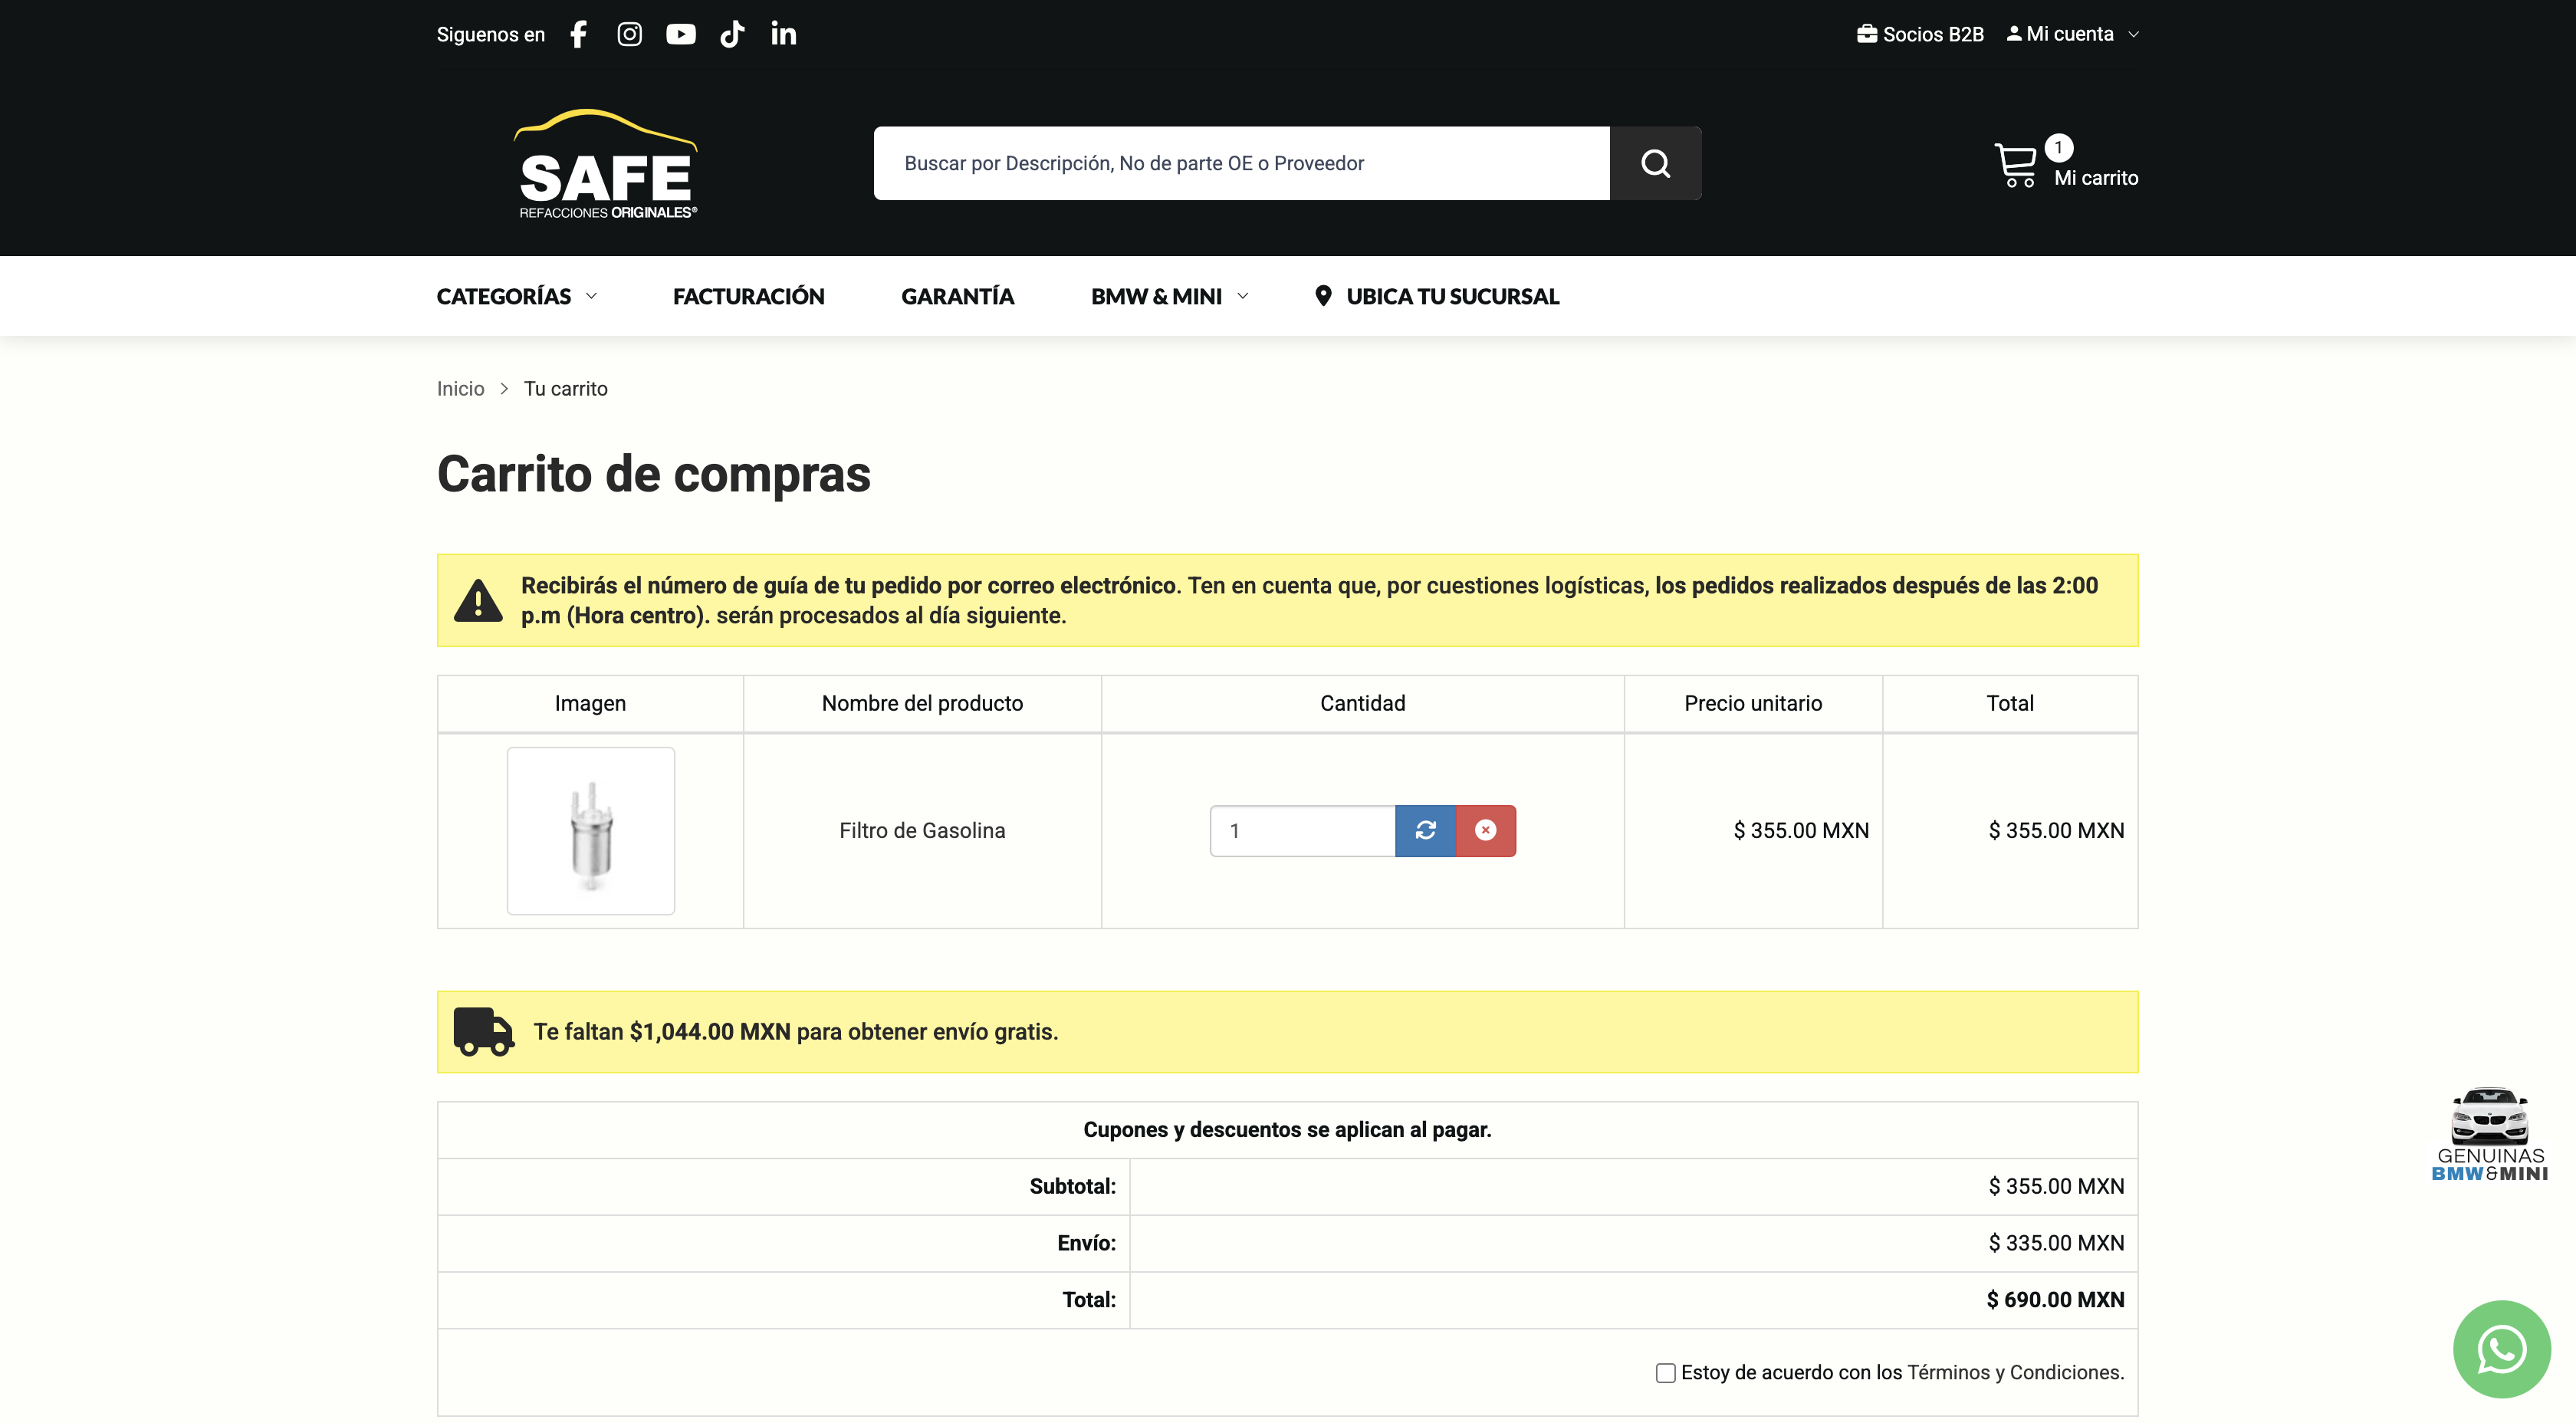 Siguenos en
Socios B2B
Mi cuenta
SAFE
REFACCIONES ORIGINALES®
Buscar por Descripción, No de parte OE o Proveedor
1
Mi carrito
CATEGORÍAS
FACTURACIÓN
GARANTÍA
BMW & MINI
UBICA TU SUCURSAL
Inicio > Tu carrito
Carrito de compras
Recibirás el número de guía de tu pedido por correo electrónico. Ten en cuenta que, por cuestiones logísticas, los pedidos realizados después de las 2:00
p.m (Hora centro). serán procesados al día siguiente.
Imagen Nombre del producto Cantidad Precio unitario Total
Filtro de Gasolina 1 $ 355.00 MXN $ 355.00 MXN
Te faltan $1,044.00 MXN para obtener envío gratis.
Cupones y descuentos se aplican al pagar.
Subtotal: $ 355.00 MXN
Envío: $ 335.00 MXN
Total: $ 690.00 MXN
Estoy de acuerdo con los Términos y Condiciones.
GENUINAS
BMW&MINI